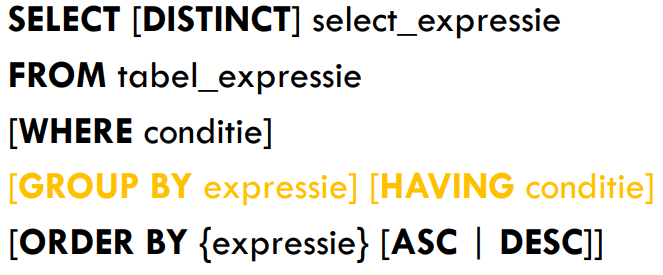 SELECT [DISTINCT] select_expressie
FROM tabel_expressie
[WHERE conditie]
[GROUP BY expressie] [HAVING conditie]
[ORDER BY {expressie} [ASC | DESC]]